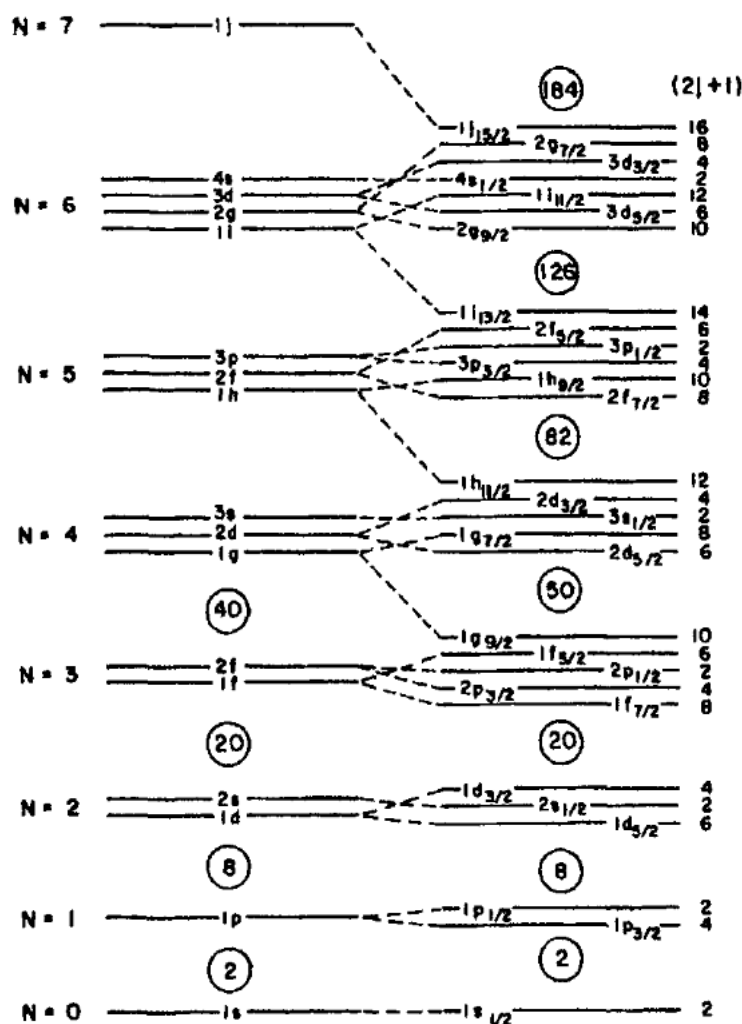 N = 7 1j
184 (2j+1)
1j15/2 16
2g7/2 8
3d3/2 4
4s 4s1/2 2
3d 1i11/2 12
N = 6 2g 3d5/2 6
1i 2g9/2 10
126
1i13/2 14
2f5/2 6
3p 3p1/2 2
3p3/2 4
N = 5 2f 1h9/2 10
1h 2f7/2 8
82
1h11/2 12
2d3/2 4
3s 3s1/2 2
N = 4 2d 1g7/2 8
1g 2d5/2 6
40 50
1g9/2 10
1f5/2 6
2f 2p1/2 2
N = 3 1f 2p3/2 4
1f7/2 8
20 20
1d3/2 4
N = 2 2s 2s1/2 2
1d 1d5/2 6
8 8
1p1/2 2
N = 1 1p 1p3/2 4
2 2
N = 0 1s 1s1/2 2